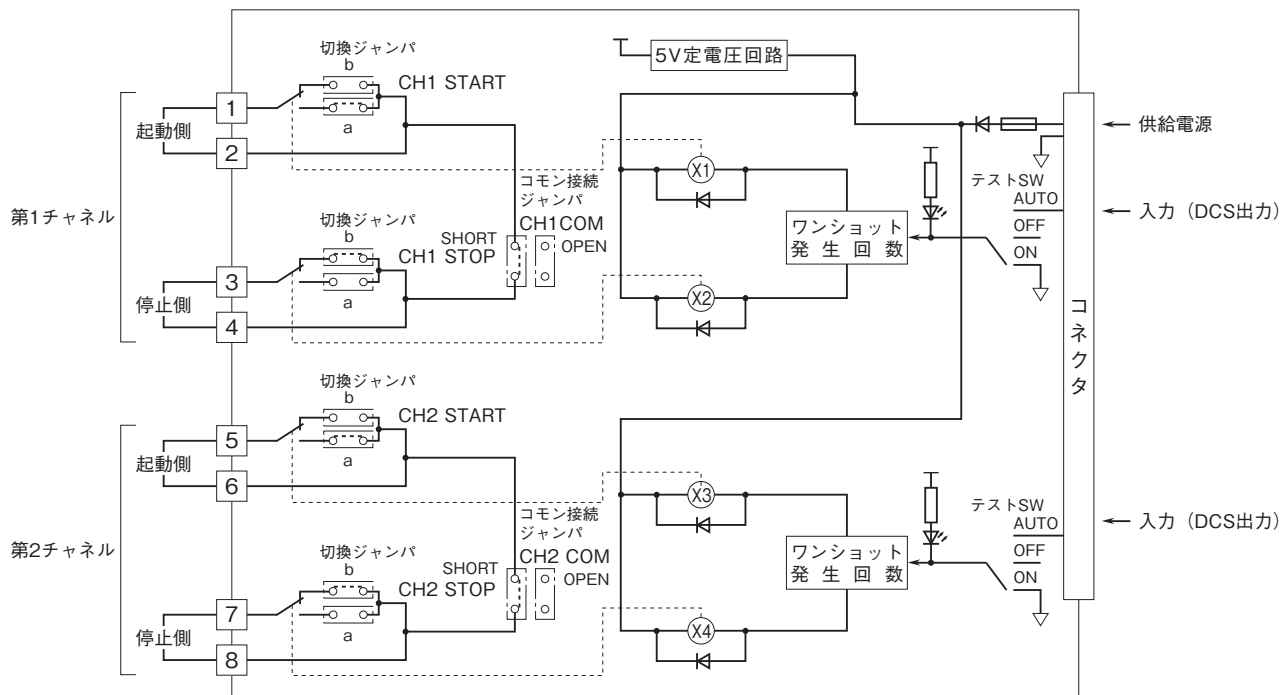 切換ジャンパ
b
CH1 START
a
5V定電圧回路
第1チャネル
起動側
1
2
供給電源
X1
テストSW
AUTO
OFF
ON
入力（DCS出力）
コモン接続
ジャンパ
CH1COM
SHORT
OPEN
ワンショット
発生回数
切換ジャンパ
b
CH1 STOP
a
停止側
3
4
X2
コネクタ
切換ジャンパ
b
CH2 START
a
第2チャネル
起動側
5
6
X3
テストSW
AUTO
OFF
ON
入力（DCS出力）
コモン接続
ジャンパ
CH2 COM
SHORT
OPEN
ワンショット
発生回数
切換ジャンパ
b
CH2 STOP
a
停止側
7
8
X4